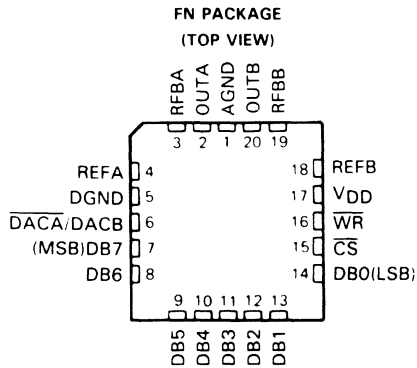 FN PACKAGE
(TOP VIEW)
RFBA
OUTA
AGND
OUTB
RFBB
3 2 1 20 19
REFA 4
DGND 5
DACA/DACB 6
(MSB)DB7 7
DB6 8
18 REFB
17 VDD
16 WR
15 CS
14 DB0(LSB)
9 10 11 12 13
DB5
DB4
DB3
DB2
DB1